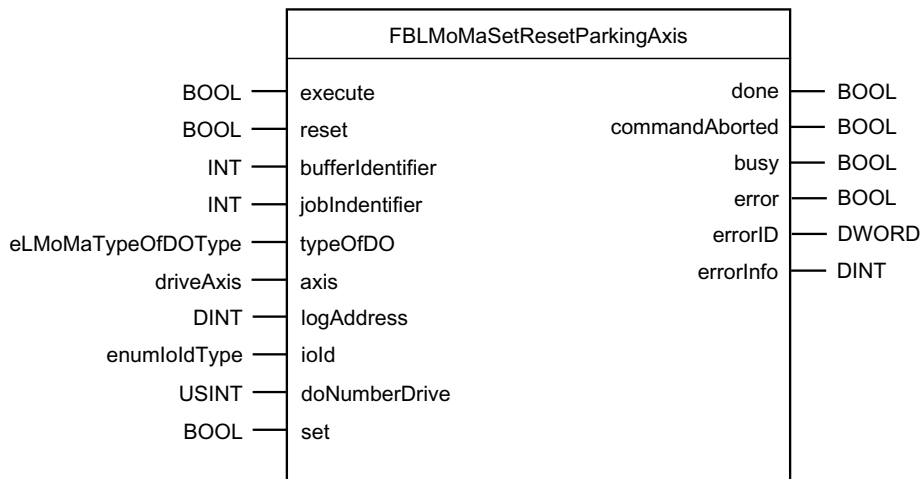 FBLMoMaSetResetParkingAxis
BOOL execute done BOOL
BOOL reset commandAborted BOOL
INT bufferIdentifier busy BOOL
INT jobIndentifier error BOOL
eLMoMaTypeOfDOType typeOfDO errorID DWORD
driveAxis axis errorInfo DINT
DINT logAddress
enumIoIdType ioId
USINT doNumberDrive
BOOL set